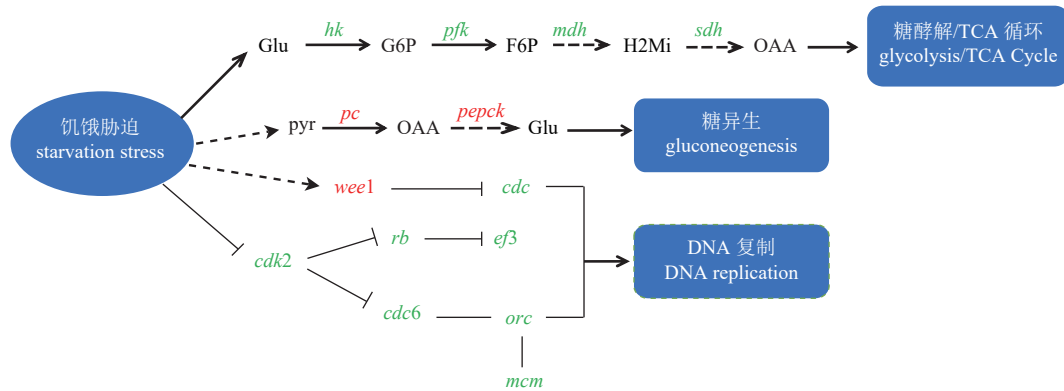 hk
pfk
mdh
sdh
Glu
G6P
F6P
H2Mi
OAA
糖酵解/TCA 循环
glycolysis/TCA Cycle
饥饿胁迫
starvation stress
pc
pepck
pyr
OAA
Glu
糖异生
gluconeogenesis
wee1
cdc
cdk2
rb
ef3
DNA 复制
DNA replication
cdc6
orc
mcm